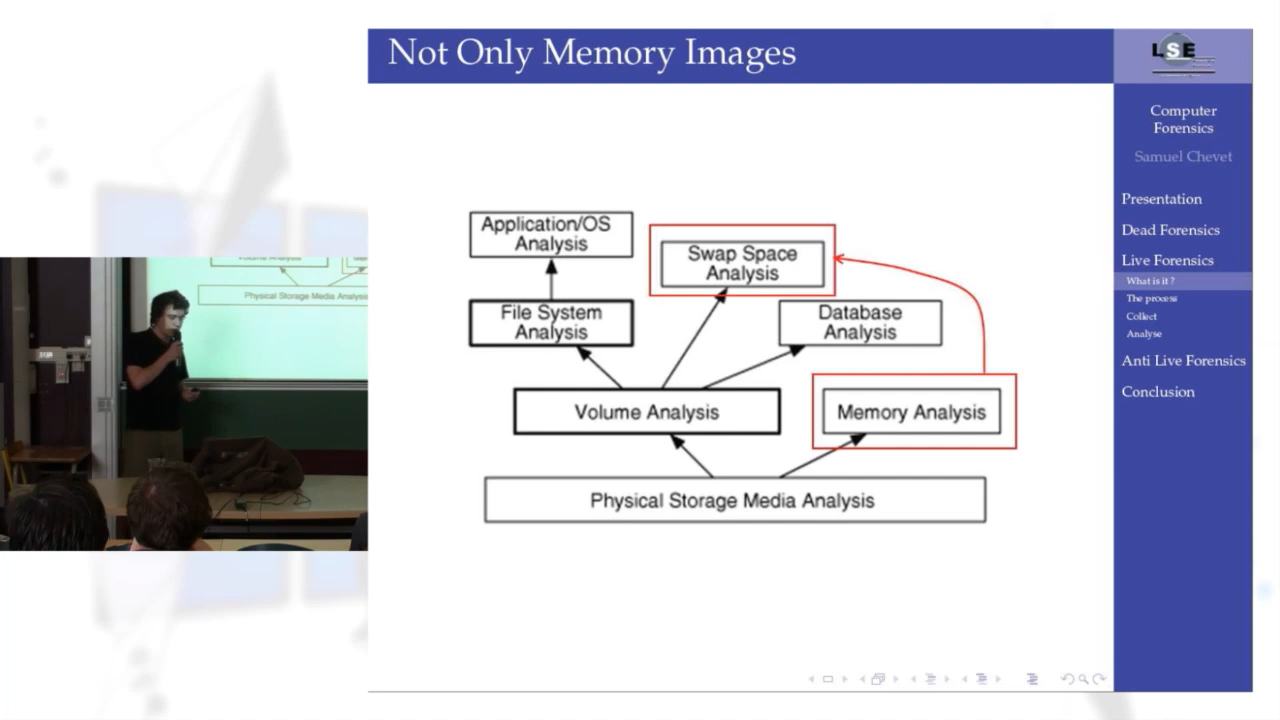 Not Only Memory Images
LSE
Computer
Forensics
Samuel Chevet
Presentation
Dead Forensics
Live Forensics
What is it ?
The process
Collect
Analyse
Anti Live Forensics
Conclusion
Application/OS
Analysis
Swap Space
Analysis
File System
Analysis
Database
Analysis
Volume Analysis
Memory Analysis
Physical Storage Media Analysis
Volume Analysis
Physical Storage Media Analysis